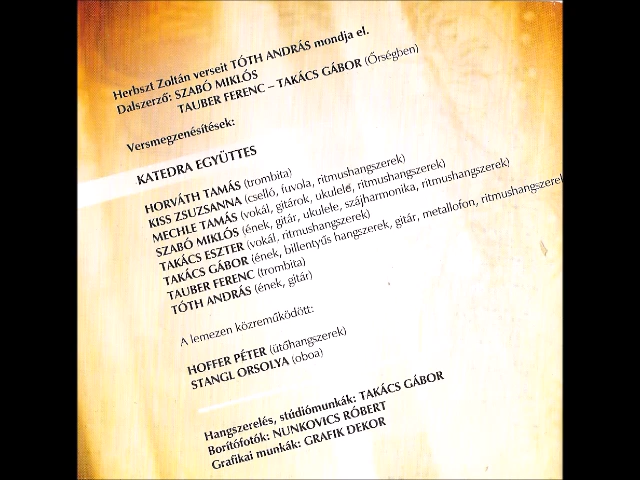 Herbszt Zoltán verseit TÓTH ANDRÁS mondja el.
Dalszerző: SZABÓ MIKLÓS
TAUBER FERENC – TAKÁCS GÁBOR (Őrségben)
Versmegzenésítések:
KATEDRA EGYÜTTES
HORVÁTH TAMÁS (trombita)
KISS ZSUZSANNA (cselló, fuvola, ritmushangszerek)
MECHLE TAMÁS (vokál, gitárok, ukulele, ritmushangszerek)
SZABÓ MIKLÓS (ének, gitár, ukulele, szájharmonika, ritmushangszerek)
TAKÁCS ESZTER (vokál, ritmushangszerek)
TAKÁCS GÁBOR (ének, billentyűs hangszerek, gitár, metallofon, ritmushangszerek
TAUBER FERENC (trombita)
TÓTH ANDRÁS (ének, gitár)
A lemezen közreműködött:
HOFFER PÉTER (ütőhangszerek)
STANGL ORSOLYA (oboa)
Hangszerelés, stúdiómunkák: TAKÁCS GÁBOR
Borítófotók: NUNKOVICS RÓBERT
Grafikai munkák: GRAFIK DEKOR